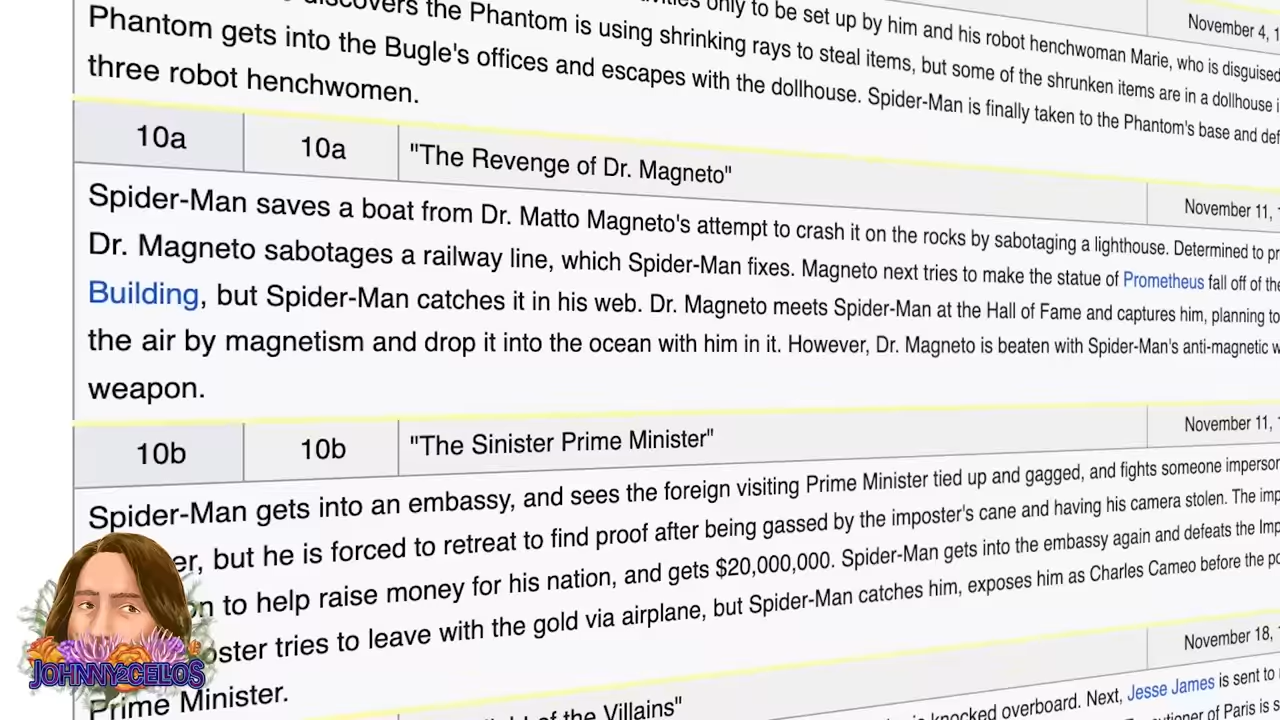 only to be set up by him and his robot henchwoman Marie, who is disguised
November 4, 1
discovers the Phantom is using shrinking rays to steal items, but some of the shrunken items are in a dollhouse
Phantom gets into the Bugle's offices and escapes with the dollhouse. Spider-Man is finally taken to the Phantom's base and
three robot henchwomen.
10a 10a "The Revenge of Dr. Magneto" November 11,
Spider-Man saves a boat from Dr. Matto Magneto's attempt to crash it on the rocks by sabotaging a lighthouse. Determined to
Dr. Magneto sabotages a railway line, which Spider-Man fixes. Magneto next tries to make the statue of Prometheus fall off of the
Building, but Spider-Man catches it in his web. Dr. Magneto meets Spider-Man at the Hall of Fame and captures him, planning to
the air by magnetism and drop it into the ocean with him in it. However, Dr. Magneto is beaten with Spider-Man's anti-magnetic
weapon.
10b 10b "The Sinister Prime Minister" November 11,
Spider-Man gets into an embassy, and sees the foreign visiting Prime Minister tied up and gagged, and fights someone
er, but he is forced to retreat to find proof after being gassed by the imposter's cane and having his camera stolen. The
on to help raise money for his nation, and gets $20,000,000. Spider-Man gets into the embassy again and defeats the
oster tries to leave with the gold via airplane, but Spider-Man catches him, exposes him as Charles Cameo before the
Prime Minister.
of the Villains" November 18,
knocked overboard. Next, Jesse James is sent to
of Paris is
JOHNNY2CELLOS